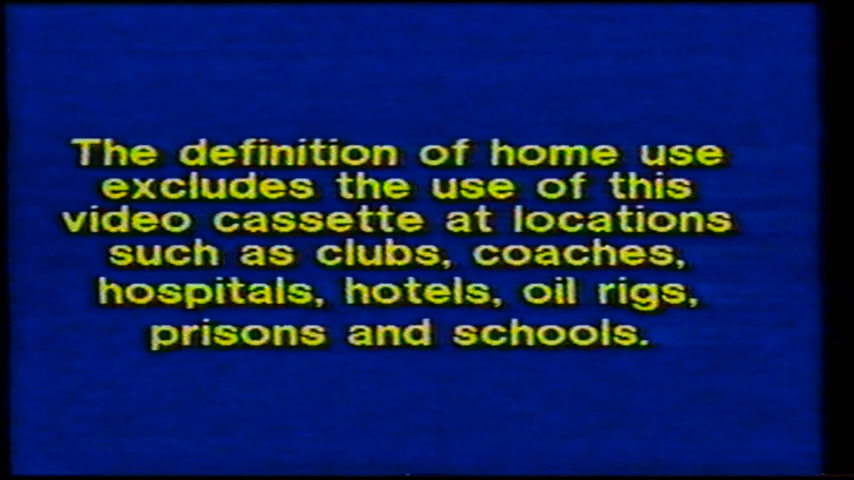 The definition of home use
excludes the use of this
video cassette at locations
such as clubs, coaches,
hospitals, hotels, oil rigs,
prisons and schools.